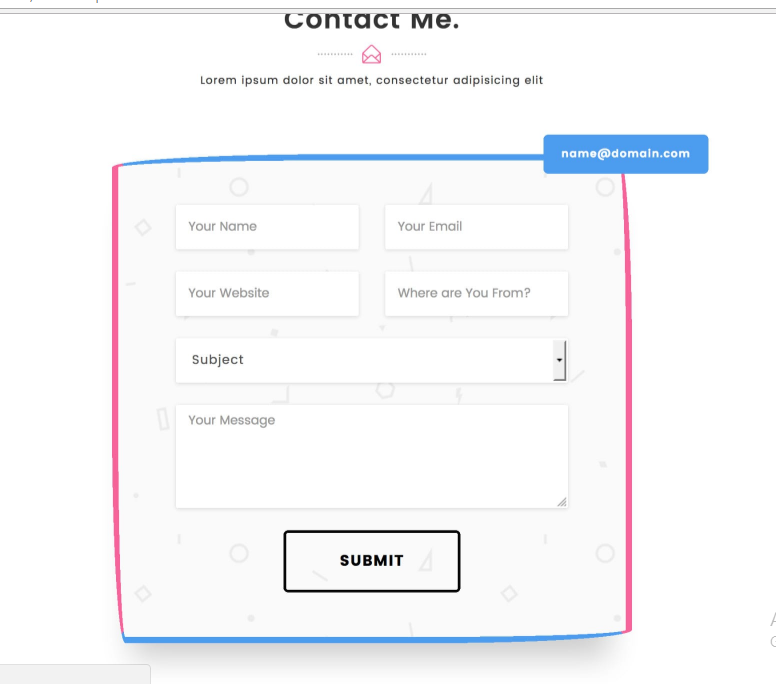 Contact Me.
Lorem ipsum dolor sit amet, consectetur adipisicing elit
name@domain.com
Your Name
Your Email
Your Website
Where are You From?
Subject
Your Message
SUBMIT